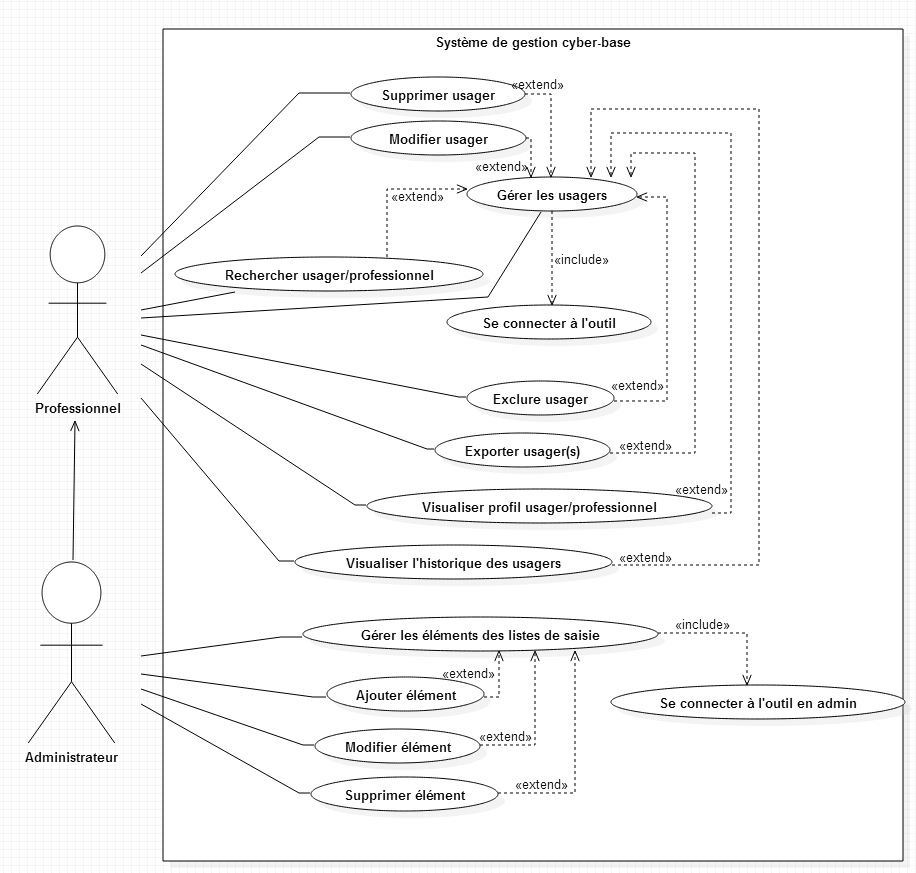 Système de gestion cyber-base
«extend»
Supprimer usager
Modifier usager
«extend»
Gérer les usagers
«extend»
«include»
Rechercher usager/professionnel
Se connecter à l'outil
«extend»
Exclure usager
Professionnel
«extend»
Exporter usager(s)
«extend»
Visualiser profil usager/professionnel
«extend»
Visualiser l'historique des usagers
«include»
Gérer les éléments des listes de saisie
«extend»
Ajouter élément
Se connecter à l'outil en admin
«extend»
Modifier élément
Administrateur
«extend»
Supprimer élément